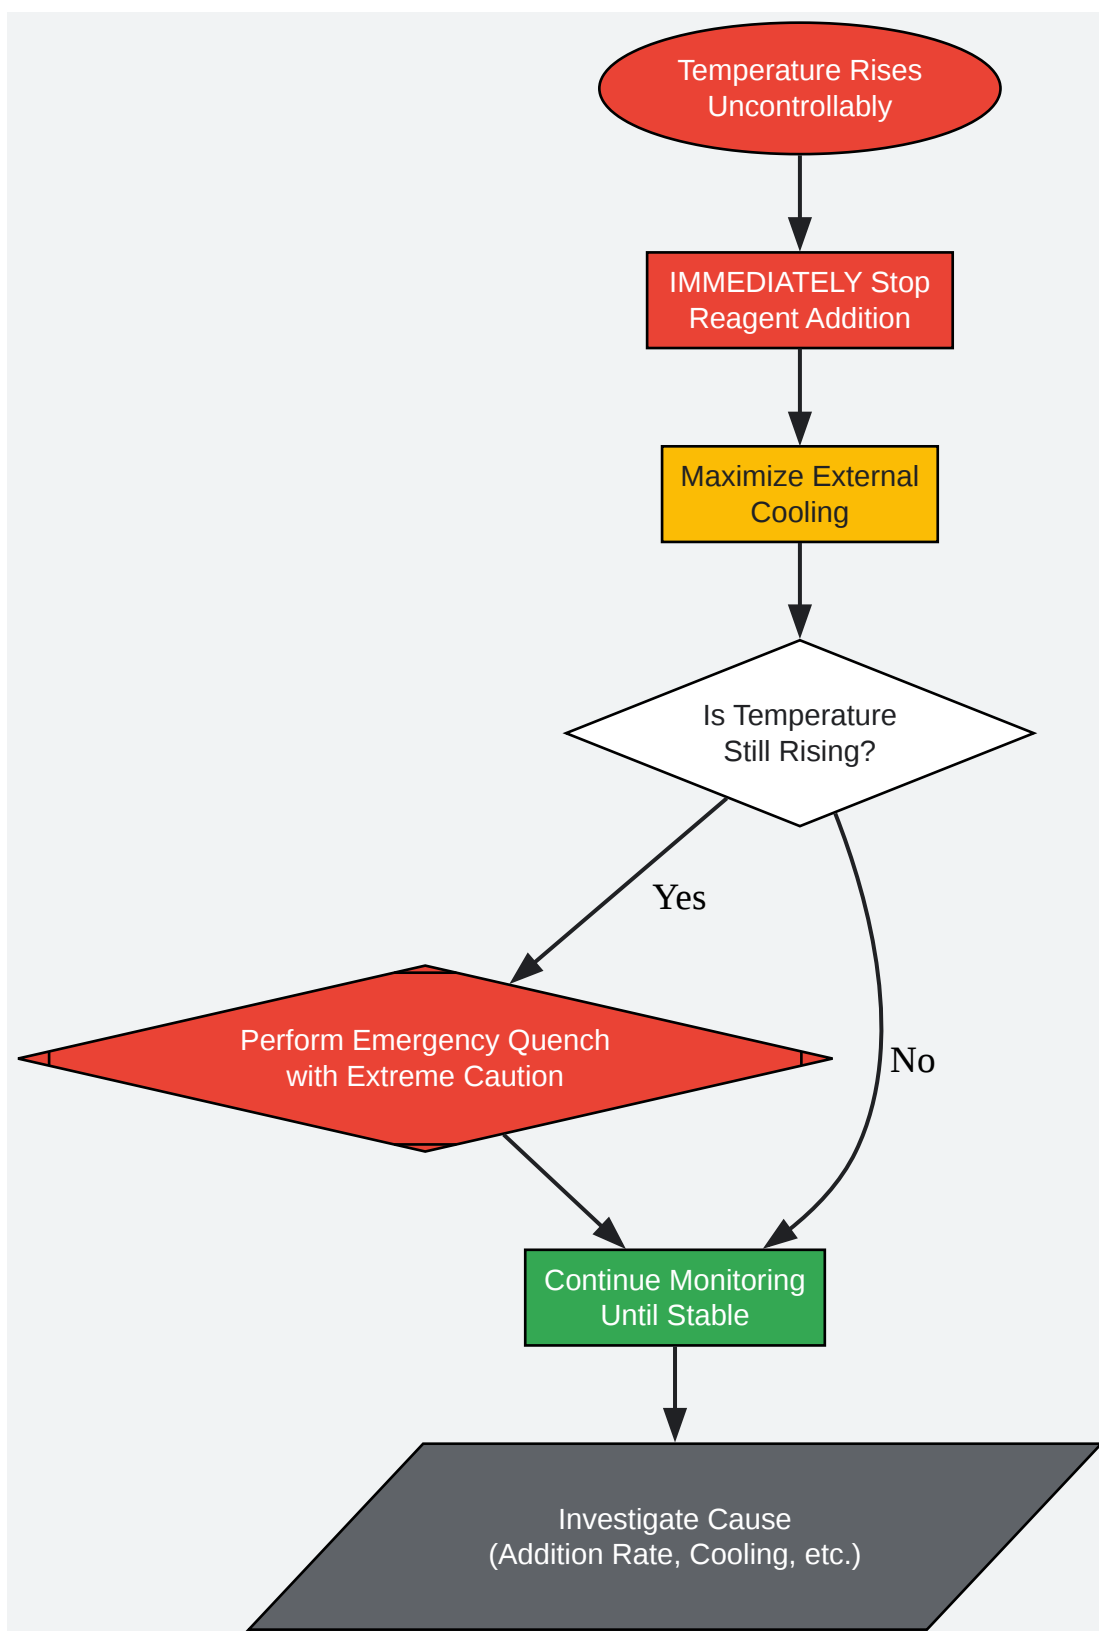 Temperature Rises
Uncontrollably
IMMEDIATELY Stop
Reagent Addition
Maximize External
Cooling
Is Temperature
Still Rising?
Yes
Perform Emergency Quench
with Extreme Caution
No
Continue Monitoring
Until Stable
Investigate Cause
(Addition Rate, Cooling, etc.)